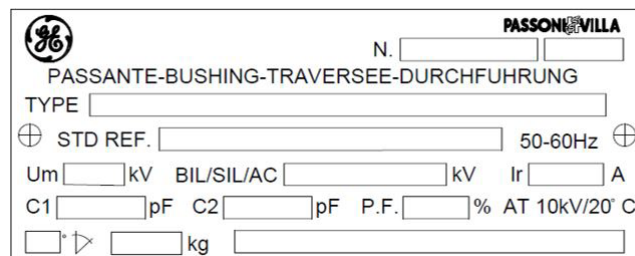 GE PASSONI VILLA
N.
PASSANTE-BUSHING-TRAVERSEE-DURCHFUHRUNG
TYPE
STD REF. 50-60Hz
Um kV BIL/SIL/AC kV Ir A
C1 pF C2 pF P.F. % AT 10kV/20° C
° kg